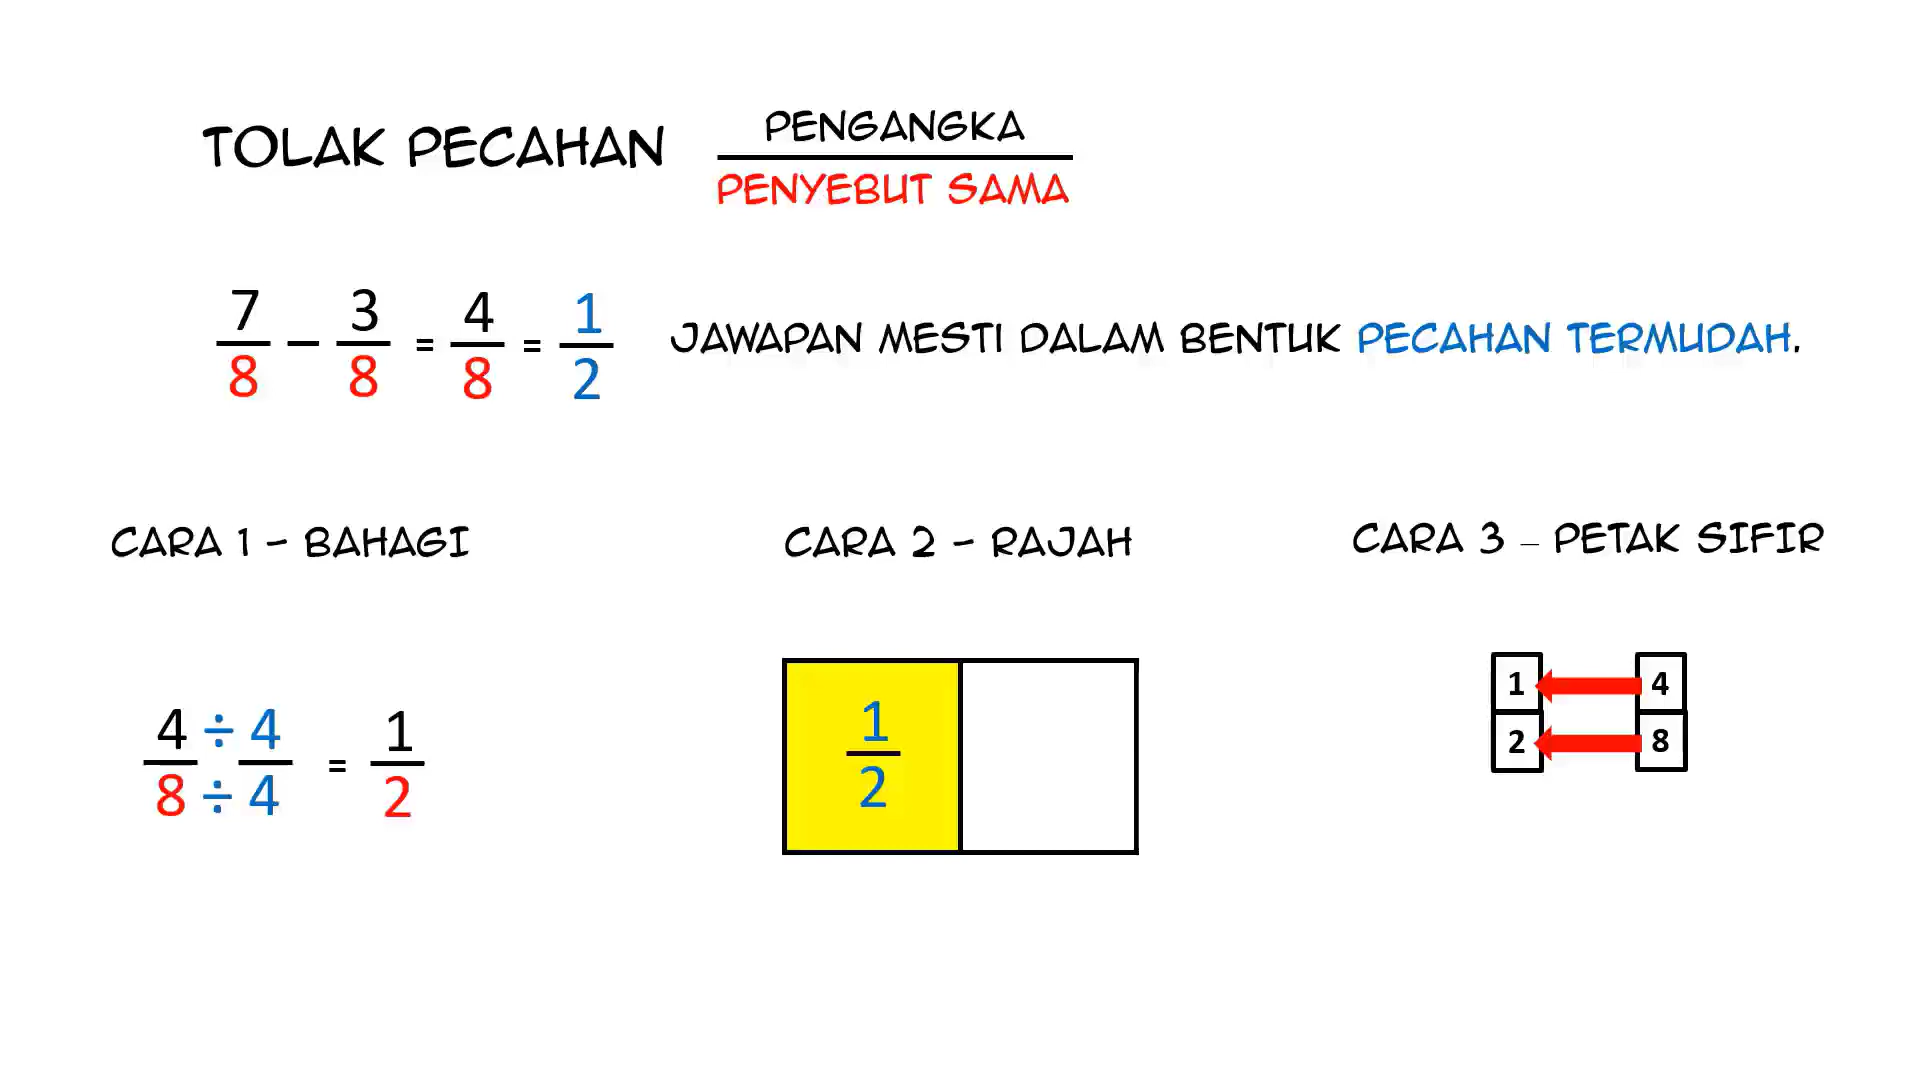 TOLAK PECAHAN
PENGANGKA
PENYEBUT SAMA
7/8 − 3/8 = 4/8 = 1/2
JAWAPAN MESTI DALAM BENTUK PECAHAN TERMUDAH.
CARA 1 - BAHAGI
4 ÷ 4 / 8 ÷ 4 = 1/2
CARA 2 - RAJAH
1/2
CARA 3 – PETAK SIFIR
1 4
2 8